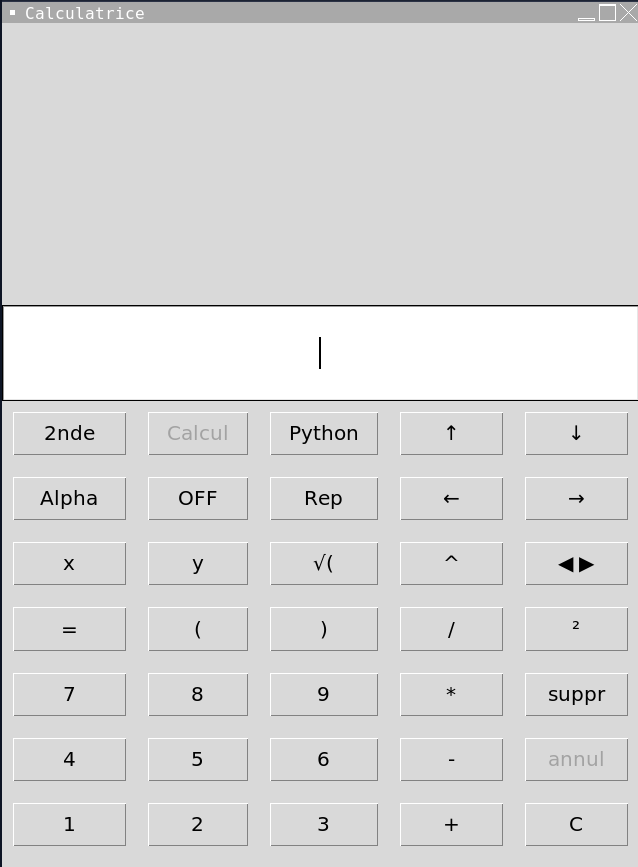 Calculatrice
2nde Calcul Python ↑ ↓
Alpha OFF Rep ← →
x y √( ^ ◀▶
= ( ) / ²
7 8 9 * suppr
4 5 6 - annul
1 2 3 + C